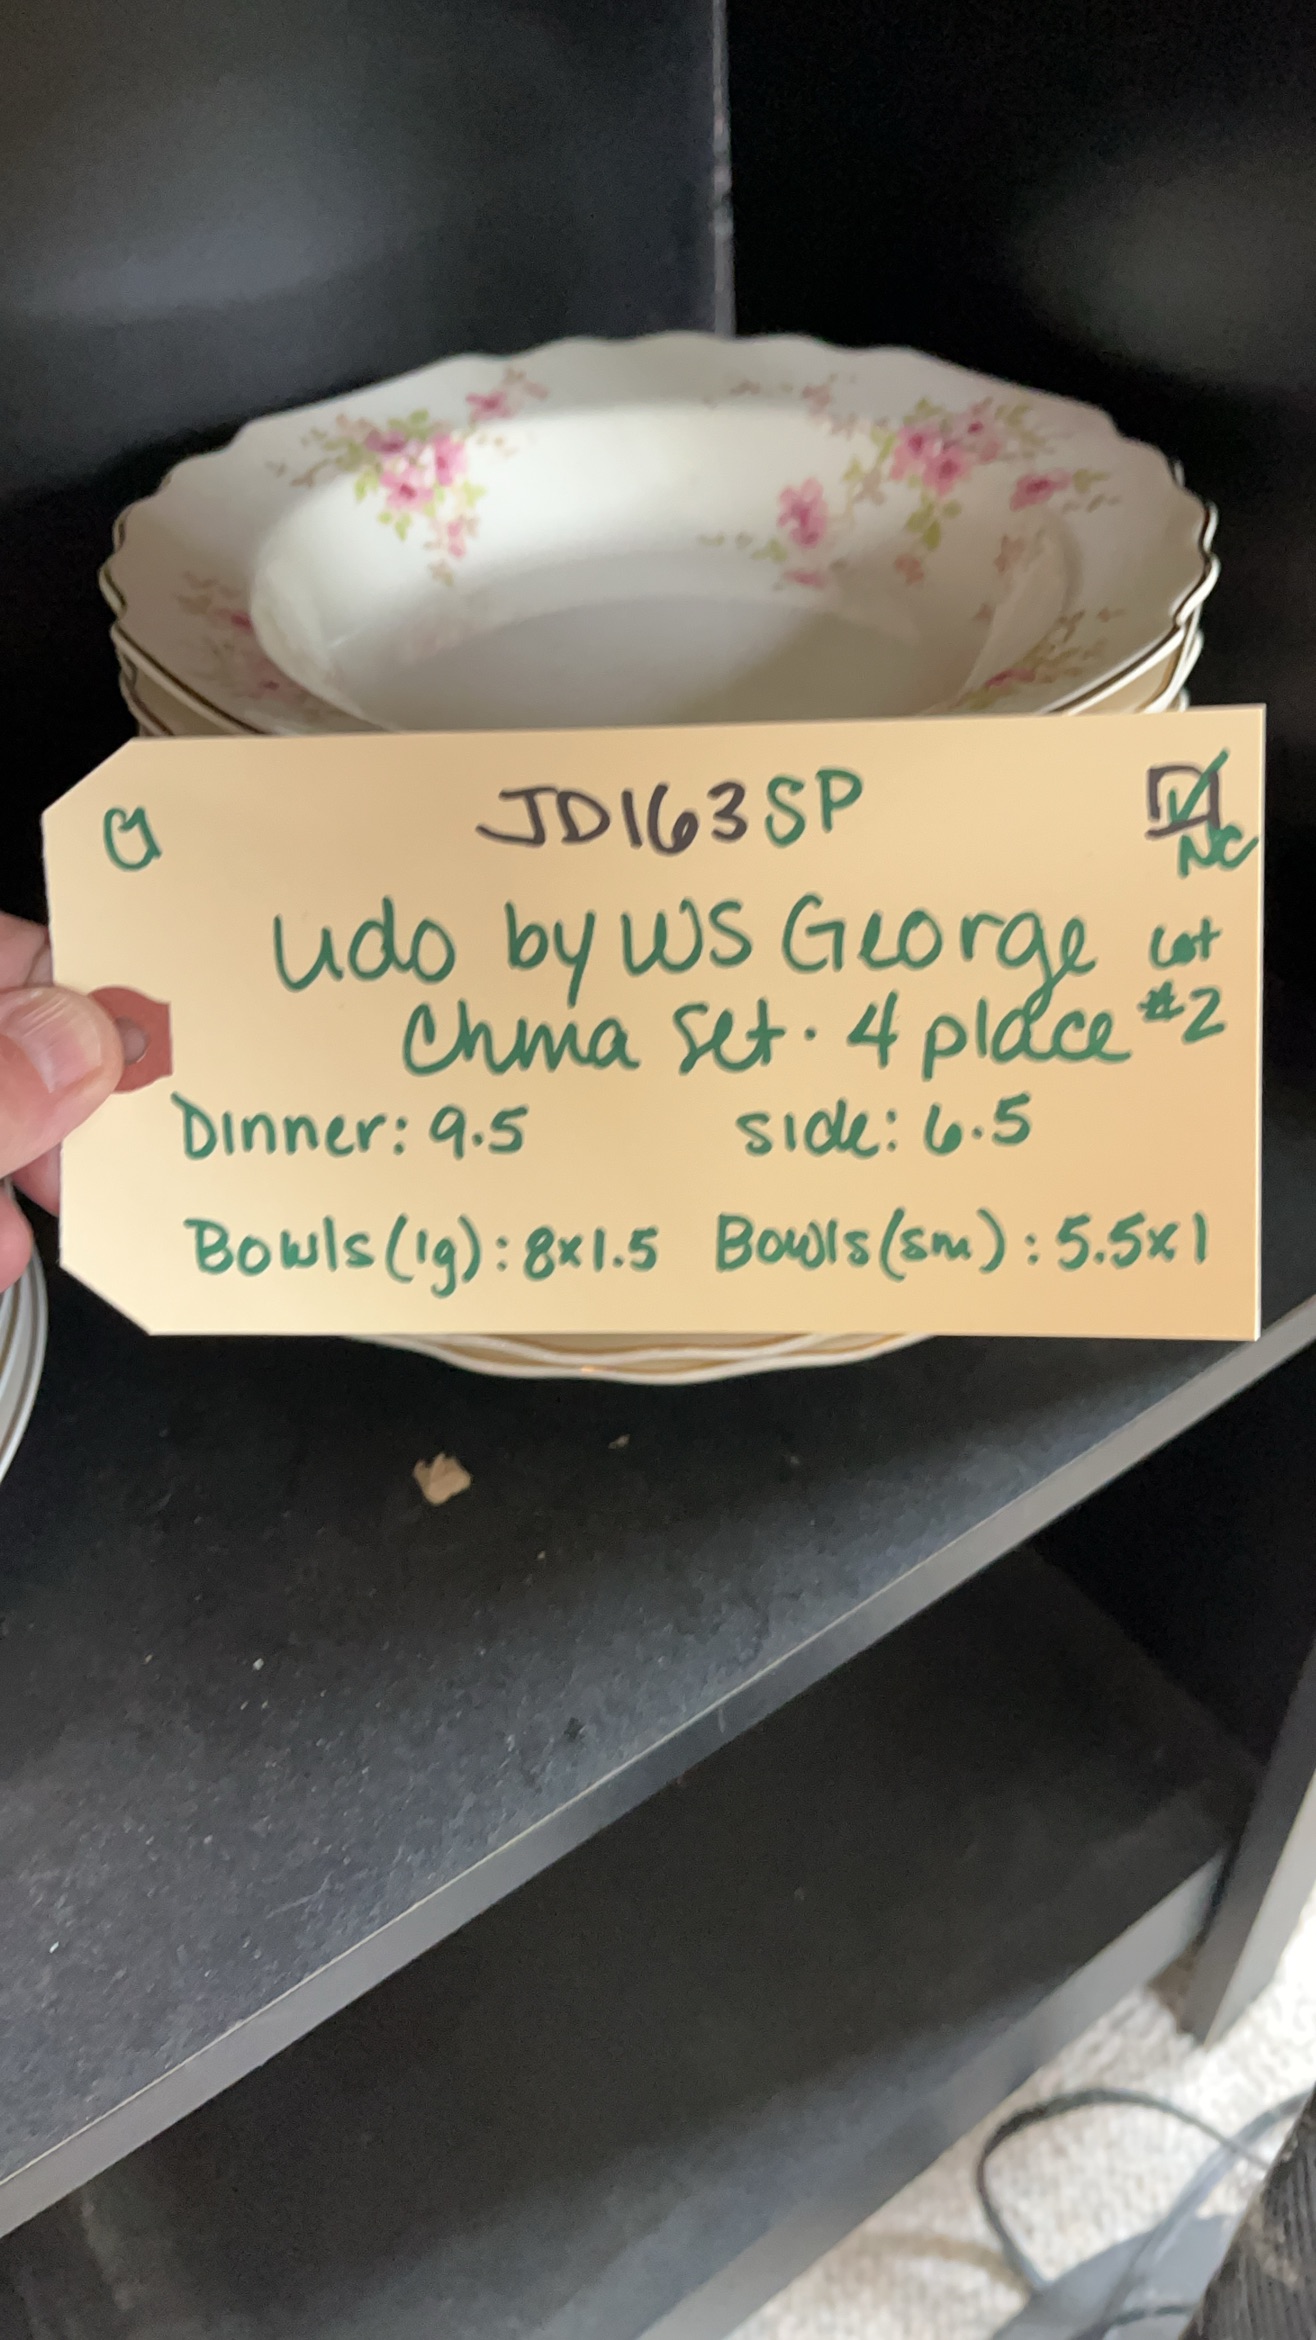 JD163SP
NC
Udo by WS George Lot
China Set. 4 place #2
Dinner: 9.5 side: 6.5
Bowls (lg): 8x1.5 Bowls (sm): 5.5x1